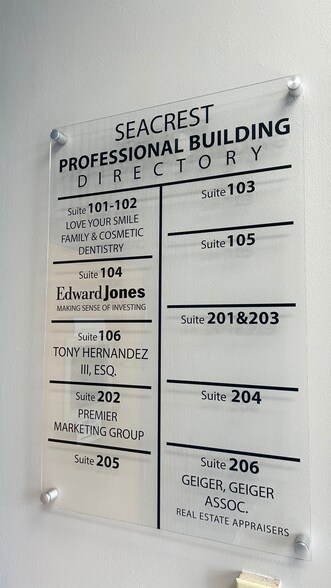 SEACREST
PROFESSIONAL BUILDING
DIRECTORY
Suite 101-102
LOVE YOUR SMILE
FAMILY & COSMETIC
DENTISTRY
Suite 104
Edward Jones
MAKING SENSE OF INVESTING
Suite 106
TONY HERNANDEZ
III, ESQ.
Suite 202
PREMIER
MARKETING GROUP
Suite 205
Suite 103
Suite 105
Suite 201&203
Suite 204
Suite 206
GEIGER, GEIGER
ASSOC.
REAL ESTATE APPRAISERS